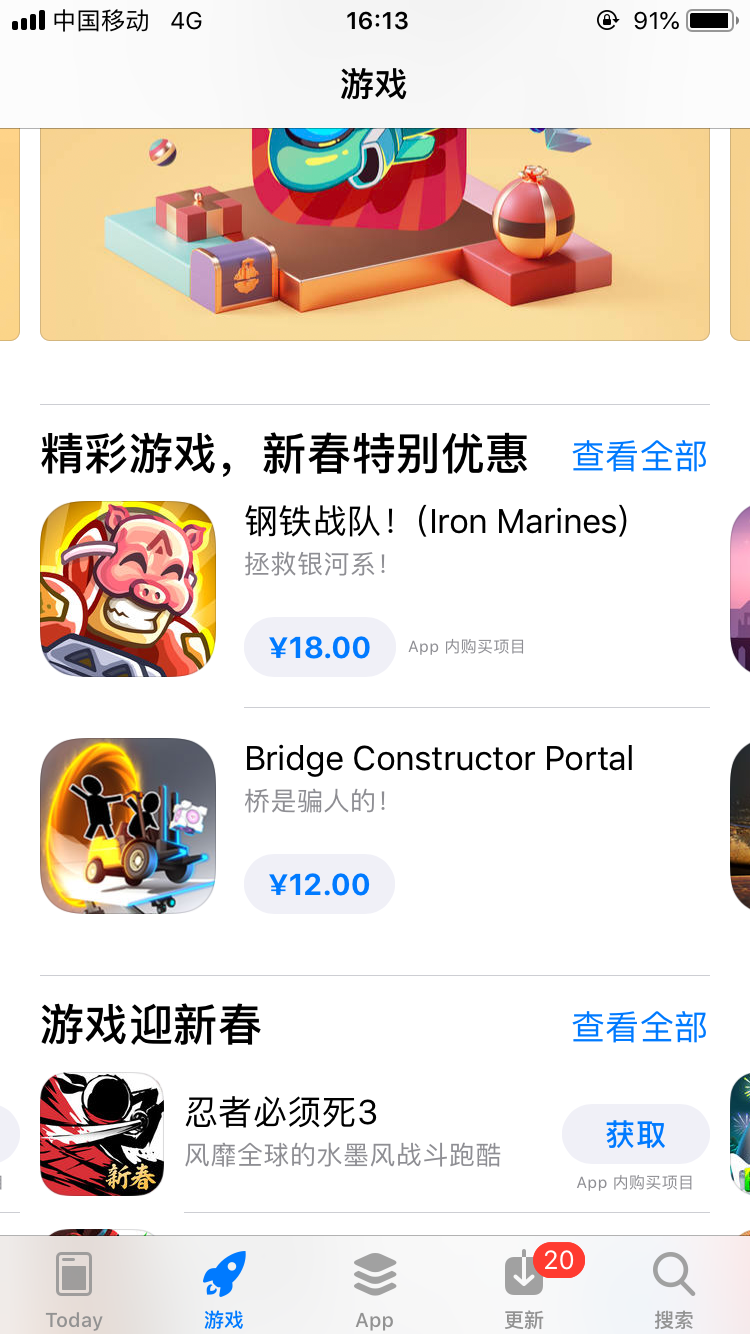 中国移动 4G 16:13 91%
游戏
精彩游戏，新春特别优惠 查看全部
钢铁战队！(Iron Marines)
拯救银河系！
¥18.00 App 内购买项目
Bridge Constructor Portal
桥是骗人的！
¥12.00
游戏迎新春 查看全部
忍者必须死3
风靡全球的水墨风战斗跑酷
获取
App 内购买项目
新春
20
Today 游戏 App 更新 搜索